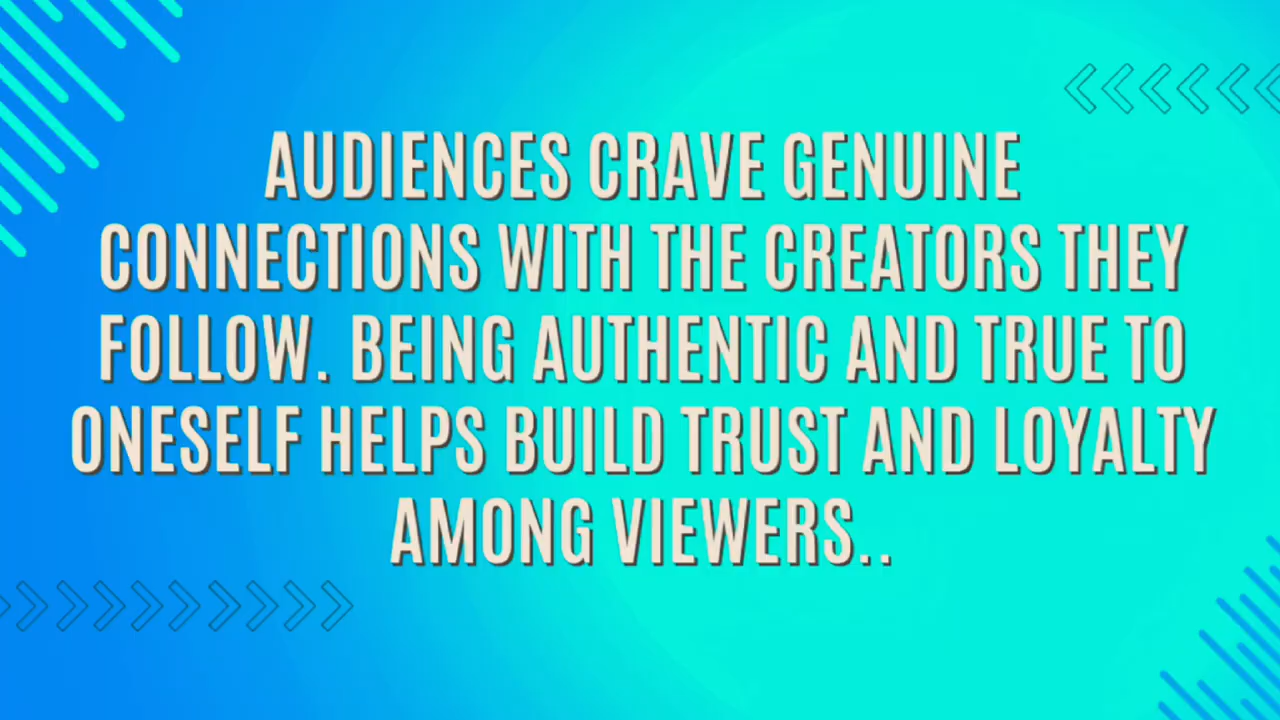 AUDIENCES CRAVE GENUINE
CONNECTIONS WITH THE CREATORS THEY
FOLLOW. BEING AUTHENTIC AND TRUE TO
ONESELF HELPS BUILD TRUST AND LOYALTY
AMONG VIEWERS..